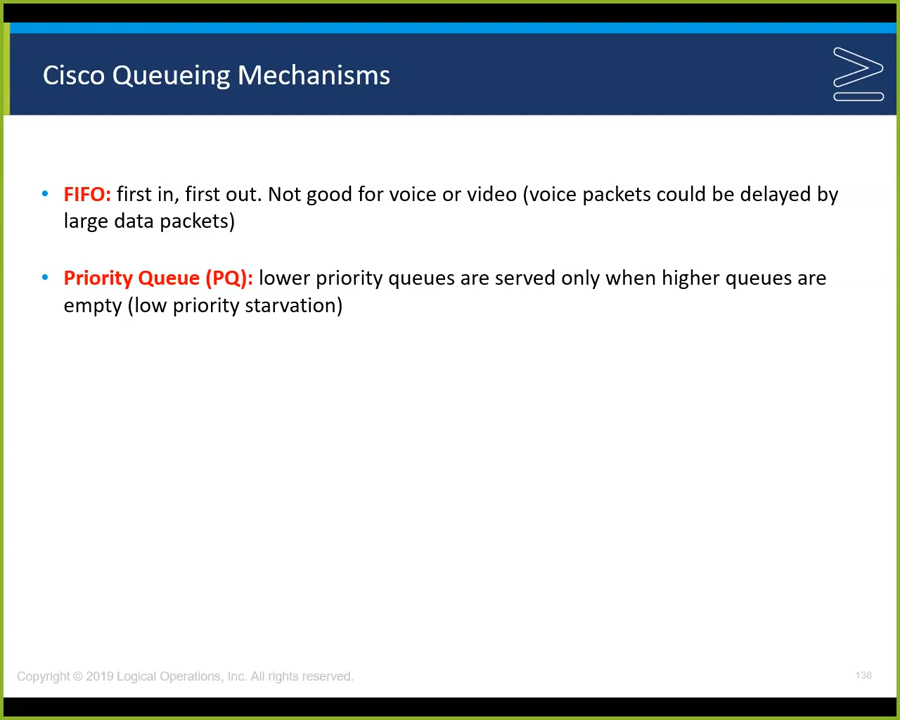 Cisco Queueing Mechanisms
• FIFO: first in, first out. Not good for voice or video (voice packets could be delayed by
large data packets)
• Priority Queue (PQ): lower priority queues are served only when higher queues are
empty (low priority starvation)
Copyright © 2019 Logical Operations, Inc. All rights reserved.
138